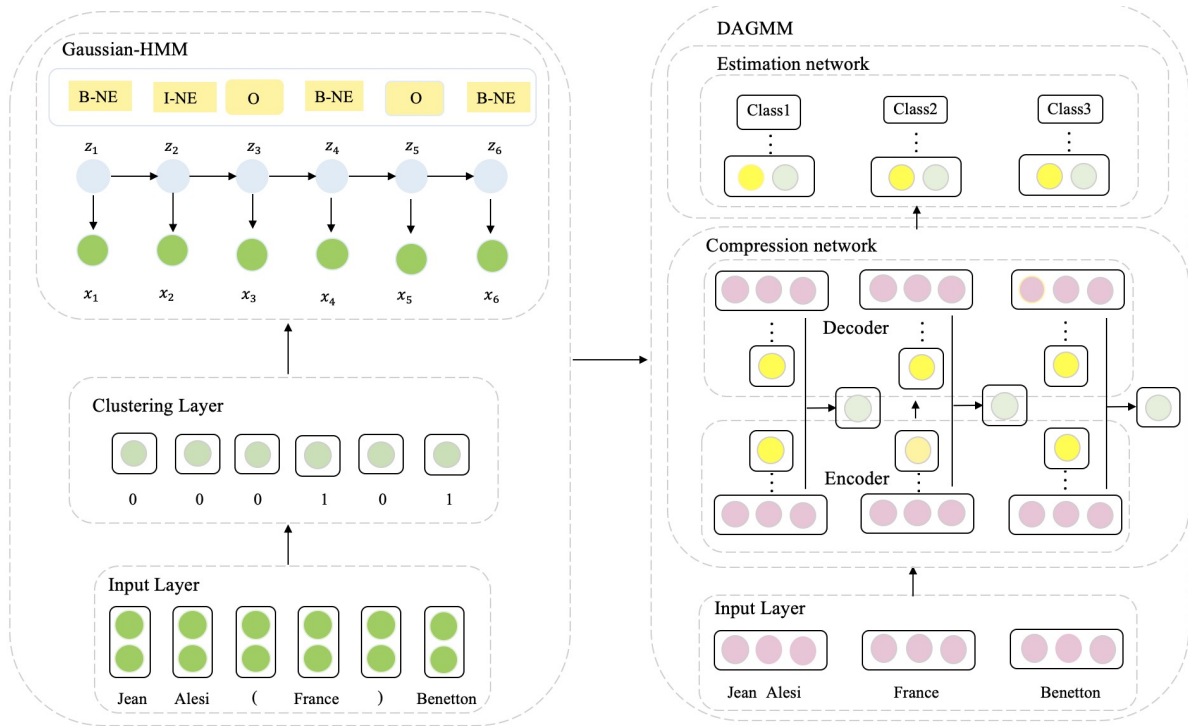 Gaussian-HMM
B-NE I-NE O B-NE O B-NE
z₁ z₂ z₃ z₄ z₅ z₆
x₁ x₂ x₃ x₄ x₅ x₆
Clustering Layer
0 0 0 1 0 1
Input Layer
Jean Alesi ( France ) Benetton
DAGMM
Estimation network
Class1 Class2 Class3
Compression network
Decoder
Encoder
Input Layer
Jean Alesi France Benetton